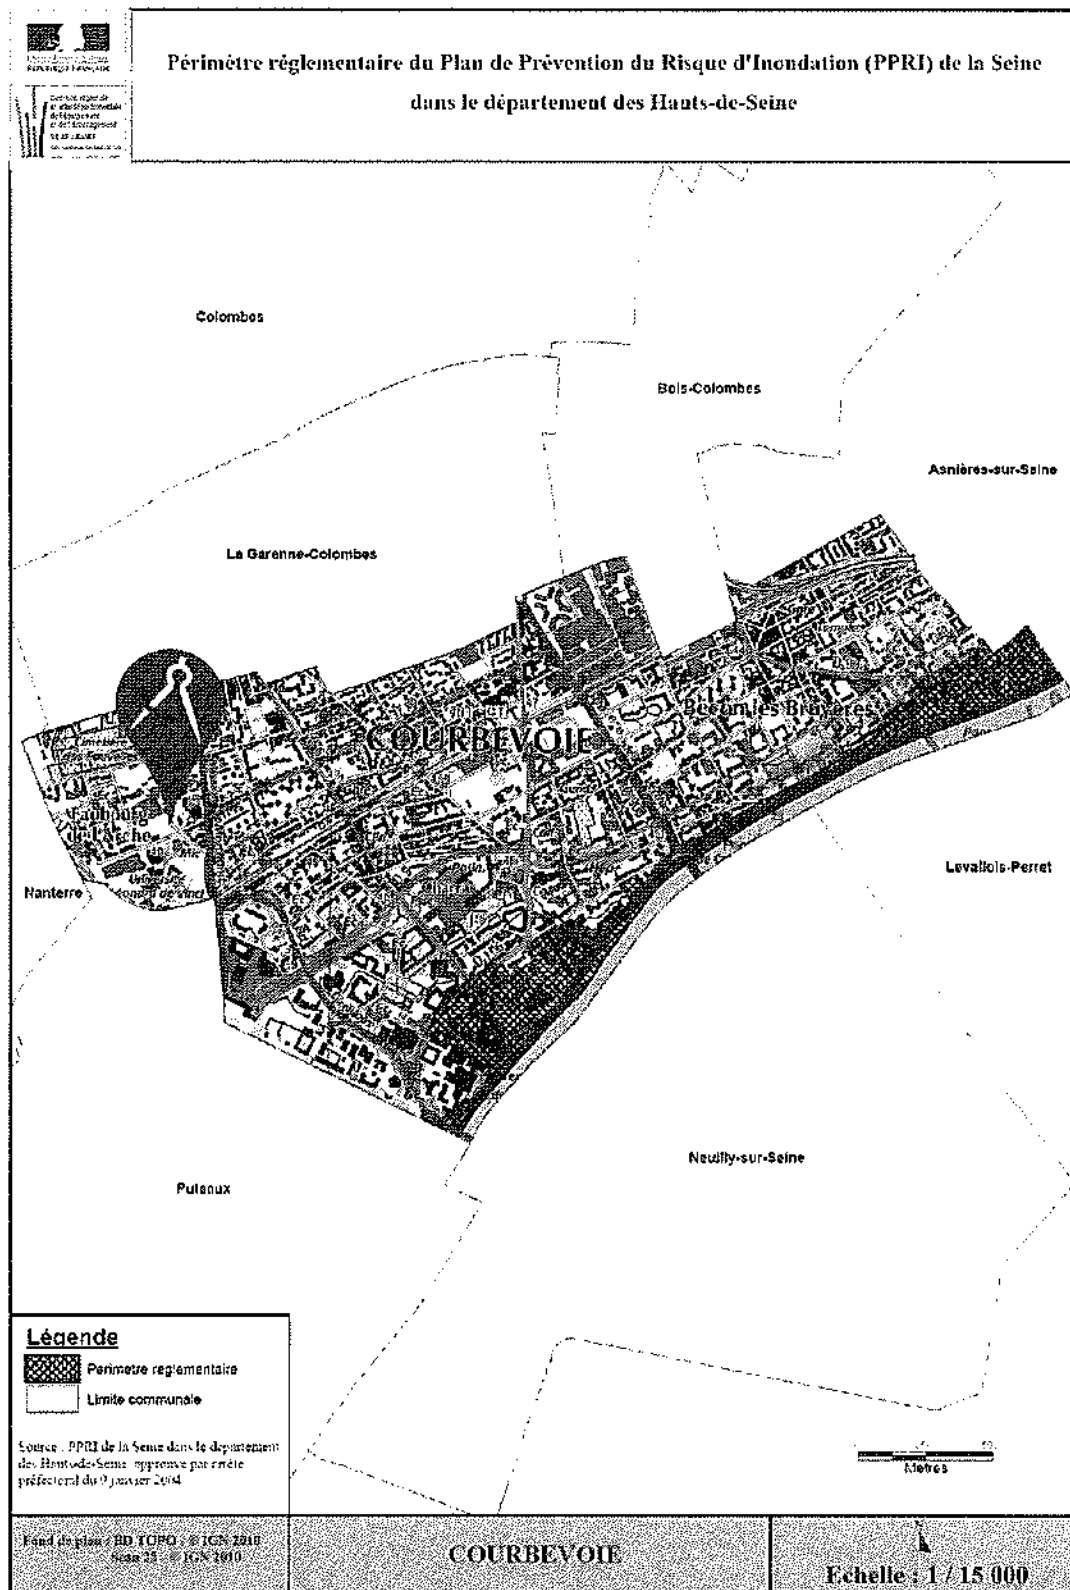 RÉPUBLIQUE FRANÇAISE
Périmètre réglementaire du Plan de Prévention du Risque d'Inondation (PPRI) de la Seine
dans le département des Hauts-de-Seine
Colombes
Bois-Colombes
Asnières-sur-Seine
La Garenne-Colombes
Bécon les Bruyères
COURBEVOIE
Faubourg
de l'Arche
Nanterre
Levallois-Perret
Neuilly-sur-Seine
Puteaux
Légende
Périmètre réglementaire
Limite communale
Source : PPRI de la Seine dans le département
des Hauts-de-Seine approuvé par arrêté
préfectoral du 9 janvier 2004
Mètres
Fond de plan : BD TOPO - © IGN 2010
Scan 25 - © IGN 2010
COURBEVOIE
Echelle : 1 / 15 000